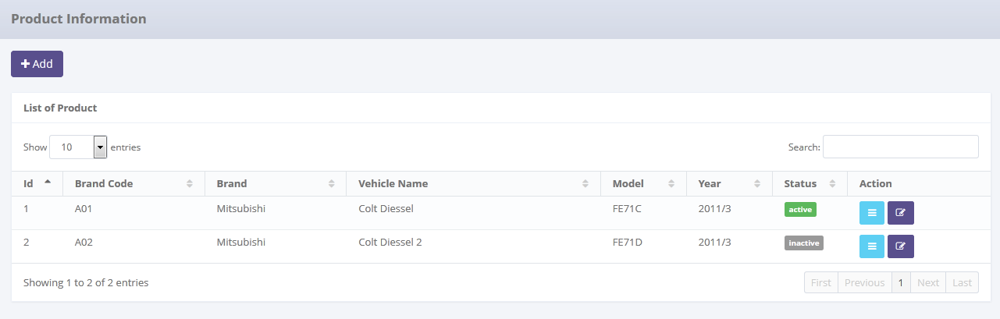 Product Information
Add
List of Product
Show 10 entries Search:
Id Brand Code Brand Vehicle Name Model Year Status Action
1 A01 Mitsubishi Colt Diessel FE71C 2011/3 active
2 A02 Mitsubishi Colt Diessel 2 FE71D 2011/3 inactive
Showing 1 to 2 of 2 entries First Previous 1 Next Last